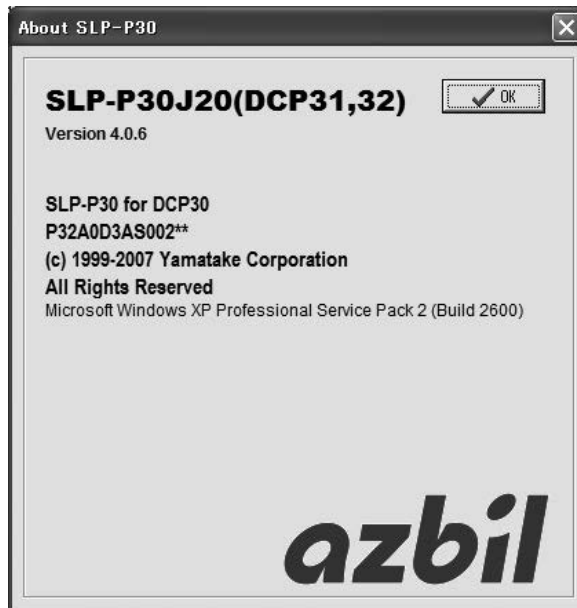 About SLP-P30
SLP-P30J20(DCP31,32)
OK
Version 4.0.6
SLP-P30 for DCP30
P32A0D3AS002**
(c) 1999-2007 Yamatake Corporation
All Rights Reserved
Microsoft Windows XP Professional Service Pack 2 (Build 2600)
azbil